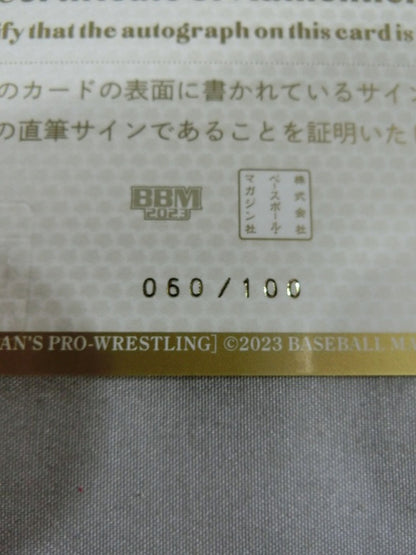 ify that the autograph on this card is
のカードの表面に書かれているサイン
の直筆サインであることを証明いた
BBM
2023
株式会社
ベースボール・
マガジン社
060/100
AN'S PRO-WRESTLING] ©2023 BASEBALL MA